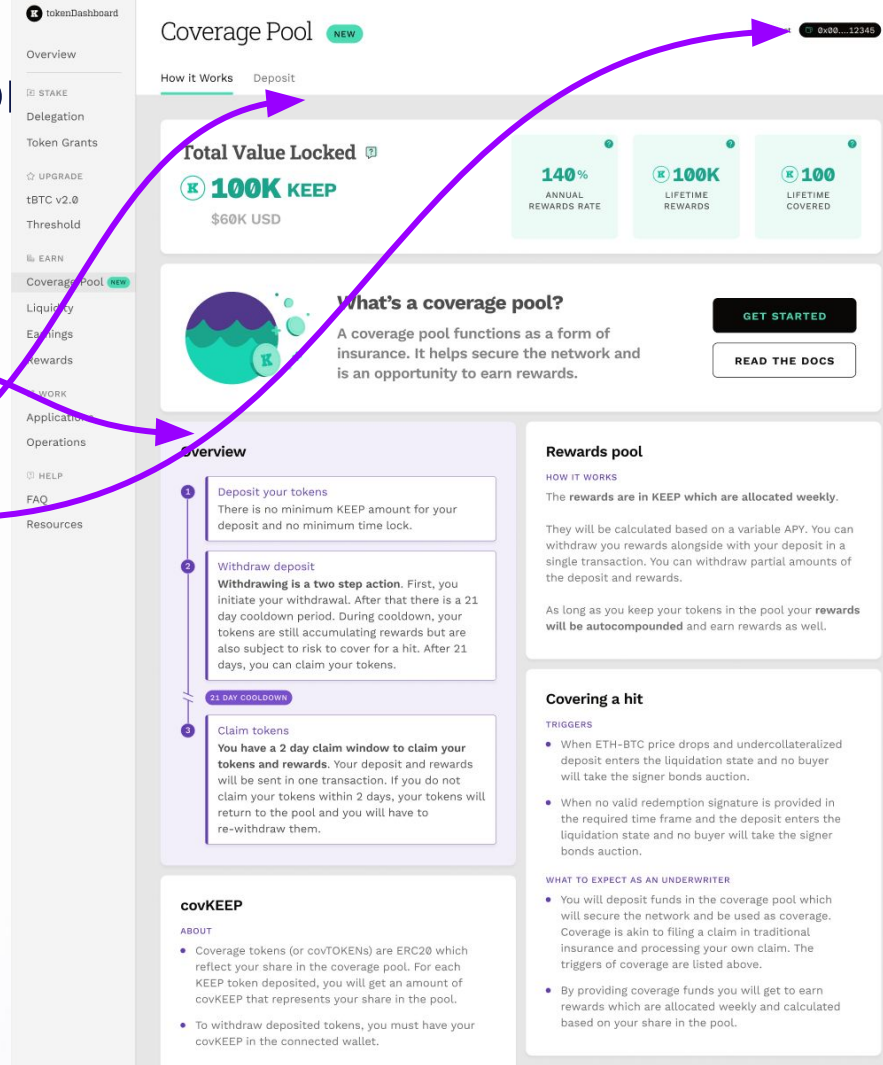 tokenDashboard
Overview
STAKE
Delegation
Token Grants
UPGRADE
tBTC v2.0
Threshold
EARN
Coverage Pool NEW
Liquidity
Earnings
Rewards
WORK
Applications
Operations
HELP
FAQ
Resources
Coverage Pool NEW
0x00....12345
How it Works Deposit
Total Value Locked
100K KEEP
$60K USD
140%
ANNUAL
REWARDS RATE
100K
LIFETIME
REWARDS
100
LIFETIME
COVERED
What's a coverage pool?
A coverage pool functions as a form of
insurance. It helps secure the network and
is an opportunity to earn rewards.
GET STARTED
READ THE DOCS
Overview
1
Deposit your tokens
There is no minimum KEEP amount for your
deposit and no minimum time lock.
2
Withdraw deposit
Withdrawing is a two step action. First, you
initiate your withdrawal. After that there is a 21
day cooldown period. During cooldown, your
tokens are still accumulating rewards but are
also subject to risk to cover for a hit. After 21
days, you can claim your tokens.
21 DAY COOLDOWN
3
Claim tokens
You have a 2 day claim window to claim your
tokens and rewards. Your deposit and rewards
will be sent in one transaction. If you do not
claim your tokens within 2 days, your tokens will
return to the pool and you will have to
re-withdraw them.
covKEEP
ABOUT
Coverage tokens (or covTOKENs) are ERC20 which
reflect your share in the coverage pool. For each
KEEP token deposited, you will get an amount of
covKEEP that represents your share in the pool.
To withdraw deposited tokens, you must have your
covKEEP in the connected wallet.
Rewards pool
HOW IT WORKS
The rewards are in KEEP which are allocated weekly.
They will be calculated based on a variable APY. You can
withdraw you rewards alongside with your deposit in a
single transaction. You can withdraw partial amounts of
the deposit and rewards.
As long as you keep your tokens in the pool your rewards
will be autocompounded and earn rewards as well.
Covering a hit
TRIGGERS
When ETH-BTC price drops and undercollateralized
deposit enters the liquidation state and no buyer
will take the signer bonds auction.
When no valid redemption signature is provided in
the required time frame and the deposit enters the
liquidation state and no buyer will take the signer
bonds auction.
WHAT TO EXPECT AS AN UNDERWRITER
You will deposit funds in the coverage pool which
will secure the network and be used as coverage.
Coverage is akin to filing a claim in traditional
insurance and processing your own claim. The
triggers of coverage are listed above.
By providing coverage funds you will get to earn
rewards which are allocated weekly and calculated
based on your share in the pool.